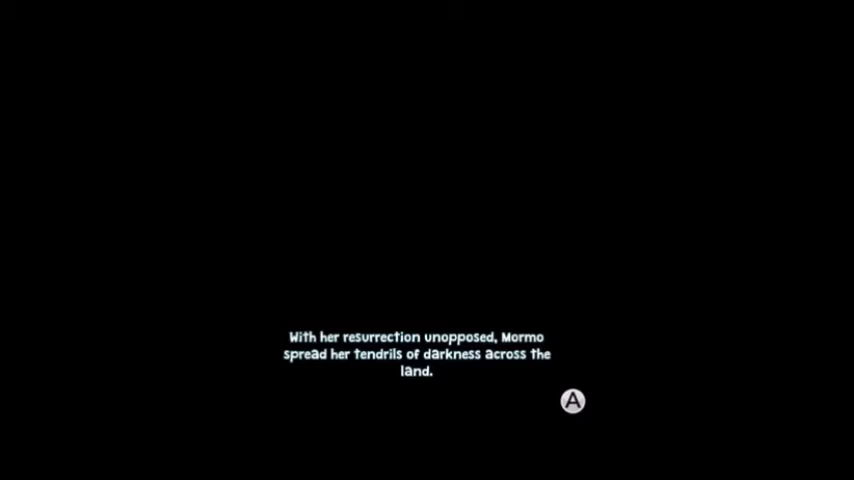 With her resurrection unopposed, Mormo
spread her tendrils of darkness across the
land.
A